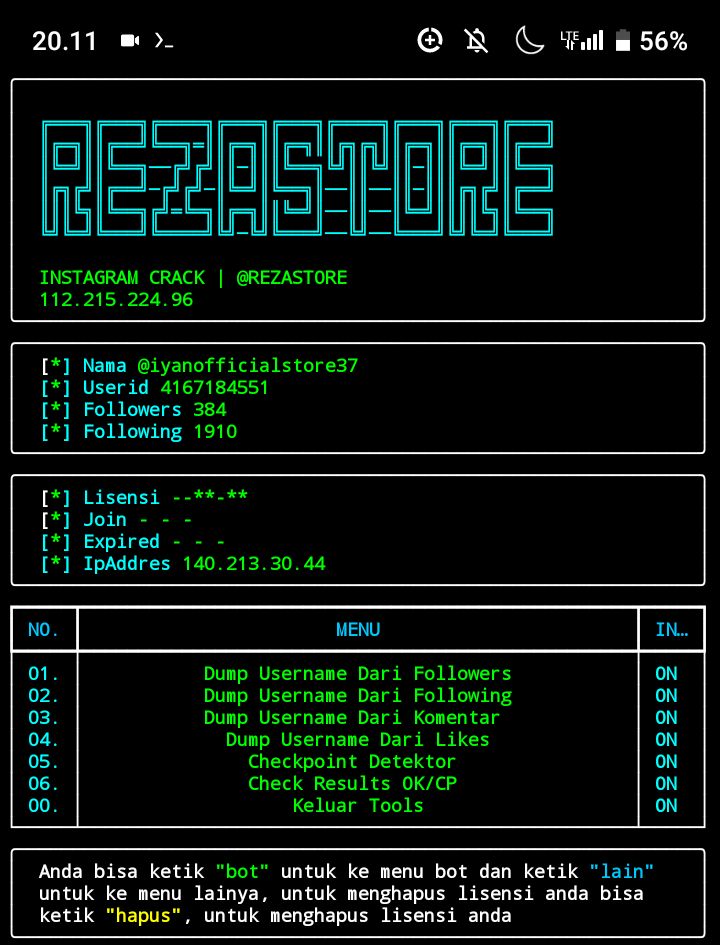 20.11
LTE
56%
REZASTORE
INSTAGRAM CRACK | @REZASTORE
112.215.224.96
[*] Nama @iyanofficialstore37
[*] Userid 4167184551
[*] Followers 384
[*] Following 1910
[*] Lisensi --**-**
[*] Join - - -
[*] Expired - - -
[*] IpAddres 140.213.30.44
NO. MENU IN…
01. Dump Username Dari Followers ON
02. Dump Username Dari Following ON
03. Dump Username Dari Komentar ON
04. Dump Username Dari Likes ON
05. Checkpoint Detektor ON
06. Check Results OK/CP ON
00. Keluar Tools ON
Anda bisa ketik "bot" untuk ke menu bot dan ketik "lain"
untuk ke menu lainya, untuk menghapus lisensi anda bisa
ketik "hapus", untuk menghapus lisensi anda